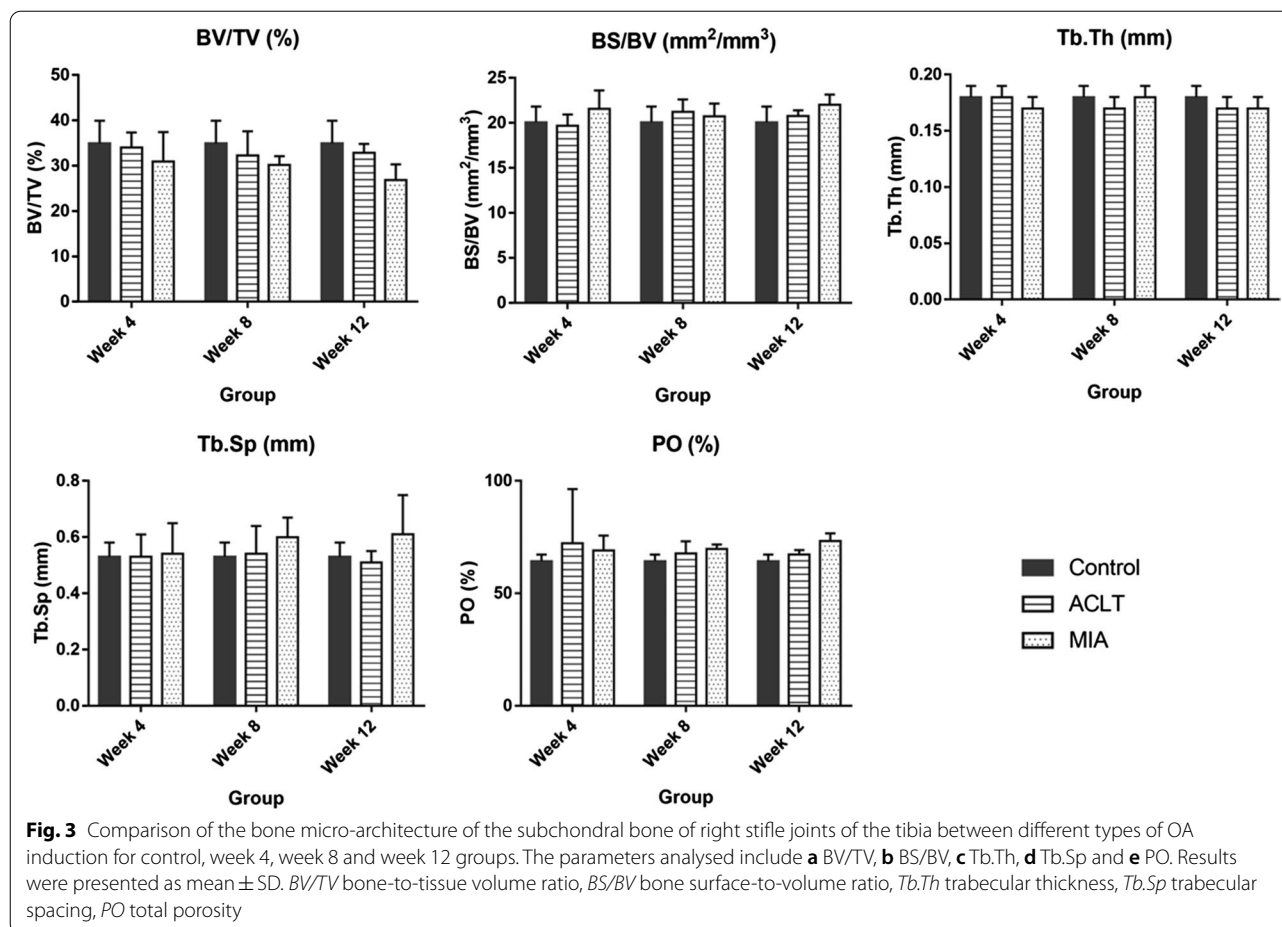 BV/TV (%)
50
40
30
20
10
0
BV/TV (%)
Week 4
Week 8
Week 12
Group
BS/BV (mm²/mm³)
25
20
15
10
5
0
BS/BV (mm²/mm³)
Week 4
Week 8
Week 12
Group
Tb.Th (mm)
0.20
0.15
0.10
0.05
0.00
Tb.Th (mm)
Week 4
Week 8
Week 12
Group
Tb.Sp (mm)
0.8
0.6
0.4
0.2
0.0
Tb.Sp (mm)
Week 4
Week 8
Week 12
Group
PO (%)
100
50
0
PO (%)
Week 4
Week 8
Week 12
Group
Control
ACLT
MIA
Fig. 3 Comparison of the bone micro-architecture of the subchondral bone of right stifle joints of the tibia between different types of OA
induction for control, week 4, week 8 and week 12 groups. The parameters analysed include a BV/TV, b BS/BV, c Tb.Th, d Tb.Sp and e PO. Results
were presented as mean ± SD. BV/TV bone-to-tissue volume ratio, BS/BV bone surface-to-volume ratio, Tb.Th trabecular thickness, Tb.Sp trabecular
spacing, PO total porosity